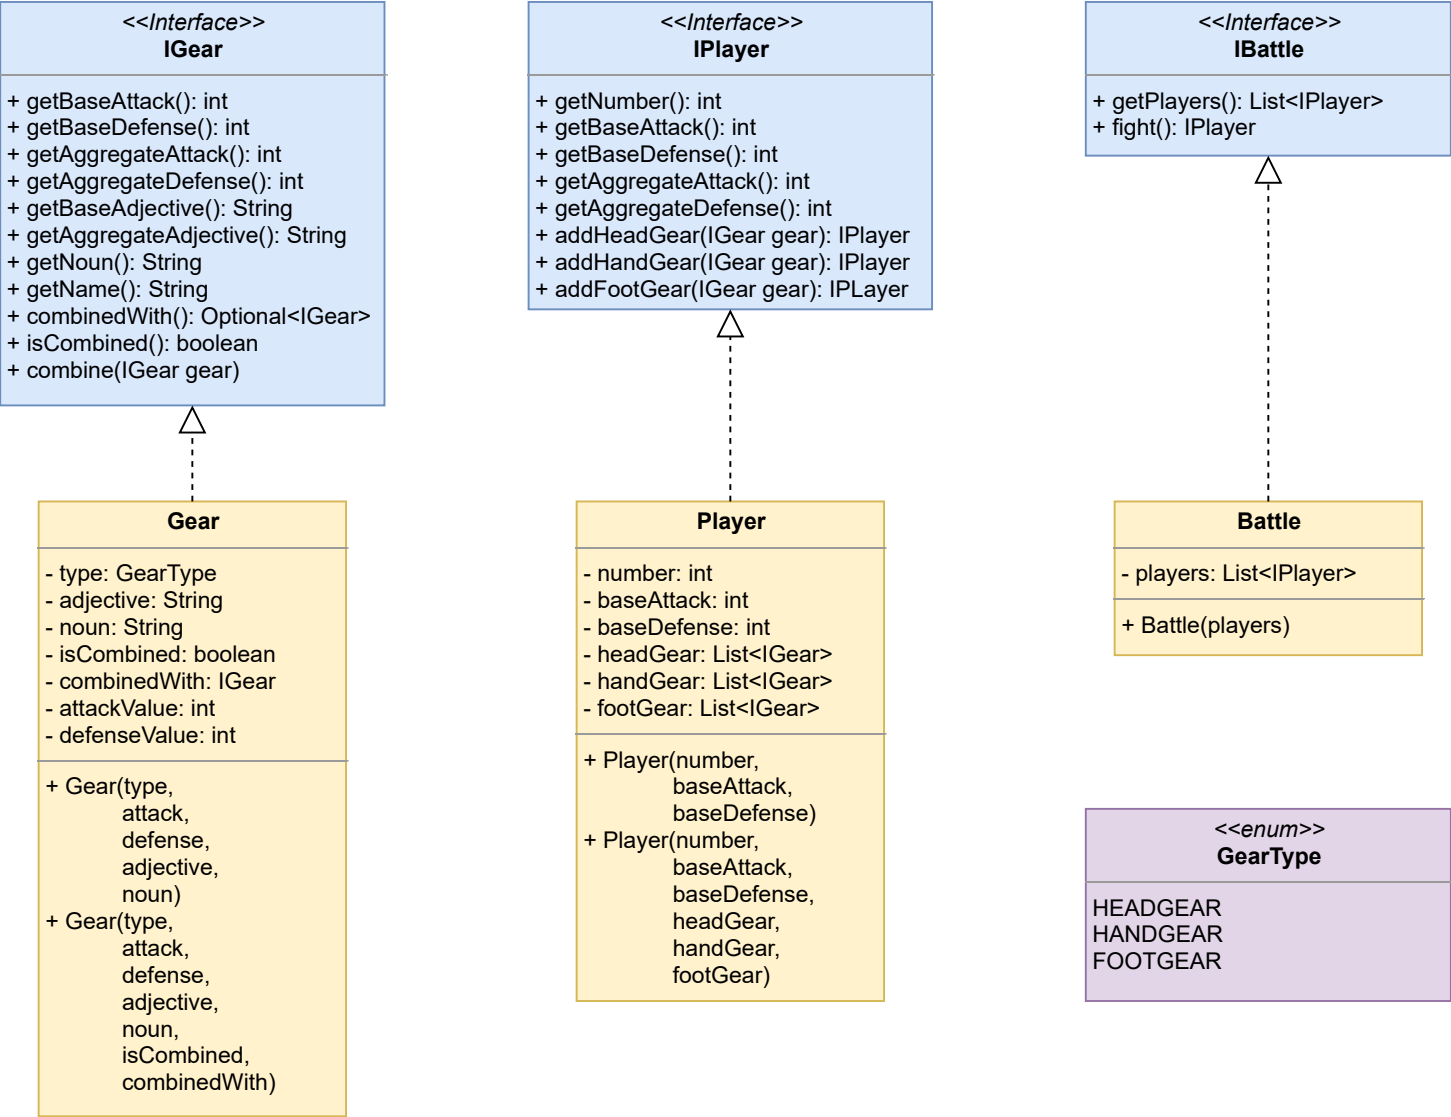 <<Interface>>
IGear
+ getBaseAttack(): int
+ getBaseDefense(): int
+ getAggregateAttack(): int
+ getAggregateDefense(): int
+ getBaseAdjective(): String
+ getAggregateAdjective(): String
+ getNoun(): String
+ getName(): String
+ combinedWith(): Optional<IGear>
+ isCombined(): boolean
+ combine(IGear gear)
<<Interface>>
IPlayer
+ getNumber(): int
+ getBaseAttack(): int
+ getBaseDefense(): int
+ getAggregateAttack(): int
+ getAggregateDefense(): int
+ addHeadGear(IGear gear): IPlayer
+ addHandGear(IGear gear): IPlayer
+ addFootGear(IGear gear): IPLayer
<<Interface>>
IBattle
+ getPlayers(): List<IPlayer>
+ fight(): IPlayer
Gear
- type: GearType
- adjective: String
- noun: String
- isCombined: boolean
- combinedWith: IGear
- attackValue: int
- defenseValue: int
+ Gear(type,
attack,
defense,
adjective,
noun)
+ Gear(type,
attack,
defense,
adjective,
noun,
isCombined,
combinedWith)
Player
- number: int
- baseAttack: int
- baseDefense: int
- headGear: List<IGear>
- handGear: List<IGear>
- footGear: List<IGear>
+ Player(number,
baseAttack,
baseDefense)
+ Player(number,
baseAttack,
baseDefense,
headGear,
handGear,
footGear)
Battle
- players: List<IPlayer>
+ Battle(players)
<<enum>>
GearType
HEADGEAR
HANDGEAR
FOOTGEAR